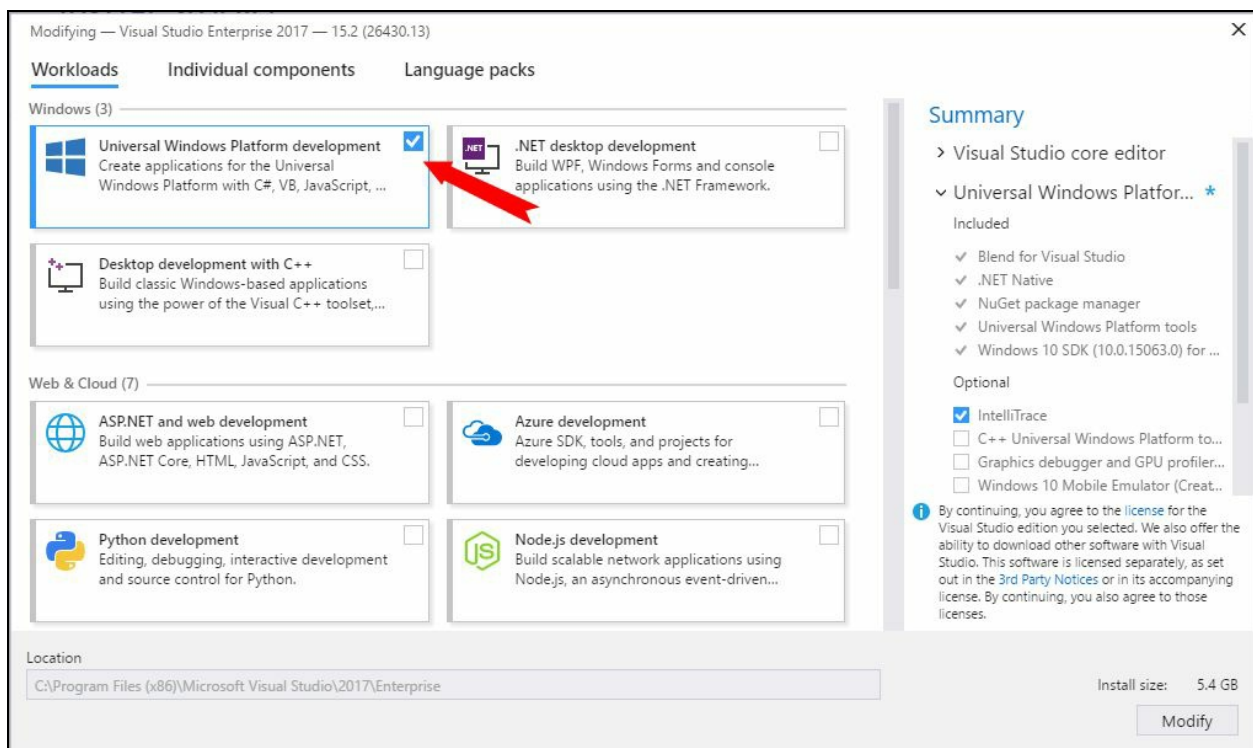 Modifying — Visual Studio Enterprise 2017 — 15.2 (26430.13)
Workloads Individual components Language packs
Windows (3)
Universal Windows Platform development
Create applications for the Universal
Windows Platform with C#, VB, JavaScript, ...
.NET
.NET desktop development
Build WPF, Windows Forms and console
applications using the .NET Framework.
Desktop development with C++
Build classic Windows-based applications
using the power of the Visual C++ toolset,...
Web & Cloud (7)
ASP.NET and web development
Build web applications using ASP.NET,
ASP.NET Core, HTML, JavaScript, and CSS.
Azure development
Azure SDK, tools, and projects for
developing cloud apps and creating...
Python development
Editing, debugging, interactive development
and source control for Python.
JS
Node.js development
Build scalable network applications using
Node.js, an asynchronous event-driven...
Summary
Visual Studio core editor
Universal Windows Platfor... *
Included
Blend for Visual Studio
.NET Native
NuGet package manager
Universal Windows Platform tools
Windows 10 SDK (10.0.15063.0) for ...
Optional
IntelliTrace
C++ Universal Windows Platform to...
Graphics debugger and GPU profiler...
Windows 10 Mobile Emulator (Creat...
By continuing, you agree to the license for the
Visual Studio edition you selected. We also offer the
ability to download other software with Visual
Studio. This software is licensed separately, as set
out in the 3rd Party Notices or in its accompanying
license. By continuing, you also agree to those
licenses.
Location
C:\Program Files (x86)\Microsoft Visual Studio\2017\Enterprise
Install size: 5.4 GB
Modify